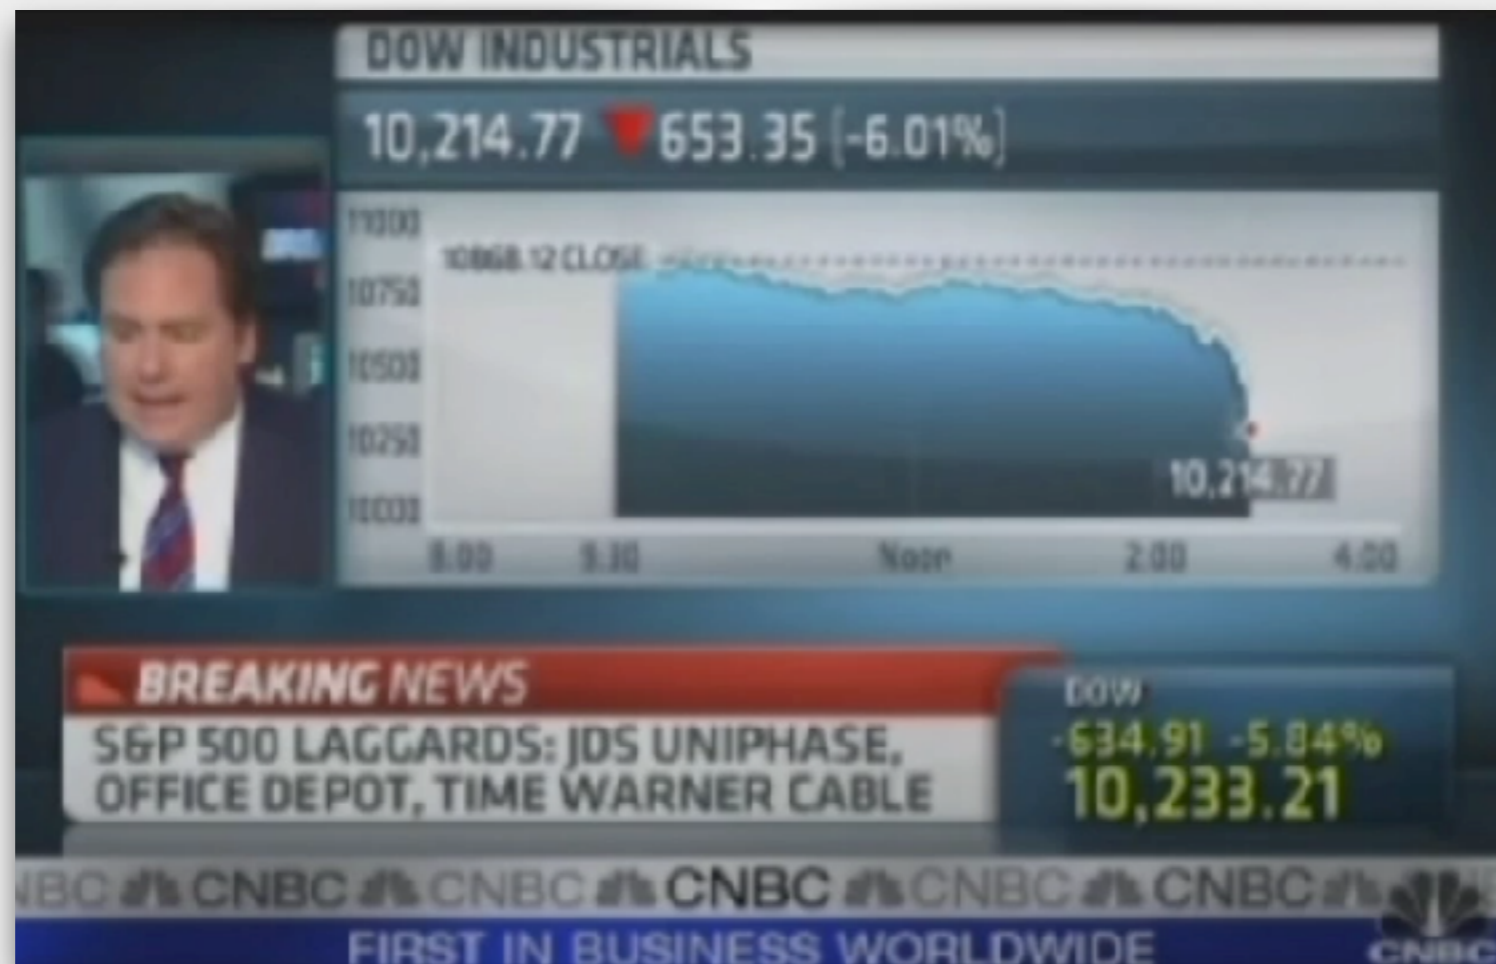 DOW INDUSTRIALS
10,214.77 ▼ 653.35 (-6.01%)
11000
10868.12 CLOSE
10750
10500
10250
10,214.77
10000
8:00 9:30 Noon 2:00 4:00
BREAKING NEWS
S&P 500 LAGGARDS: JDS UNIPHASE,
OFFICE DEPOT, TIME WARNER CABLE
DOW
-634.91 -5.84%
10,233.21
NBC CNBC CNBC CNBC CNBC CNBC
FIRST IN BUSINESS WORLDWIDE
CNBC